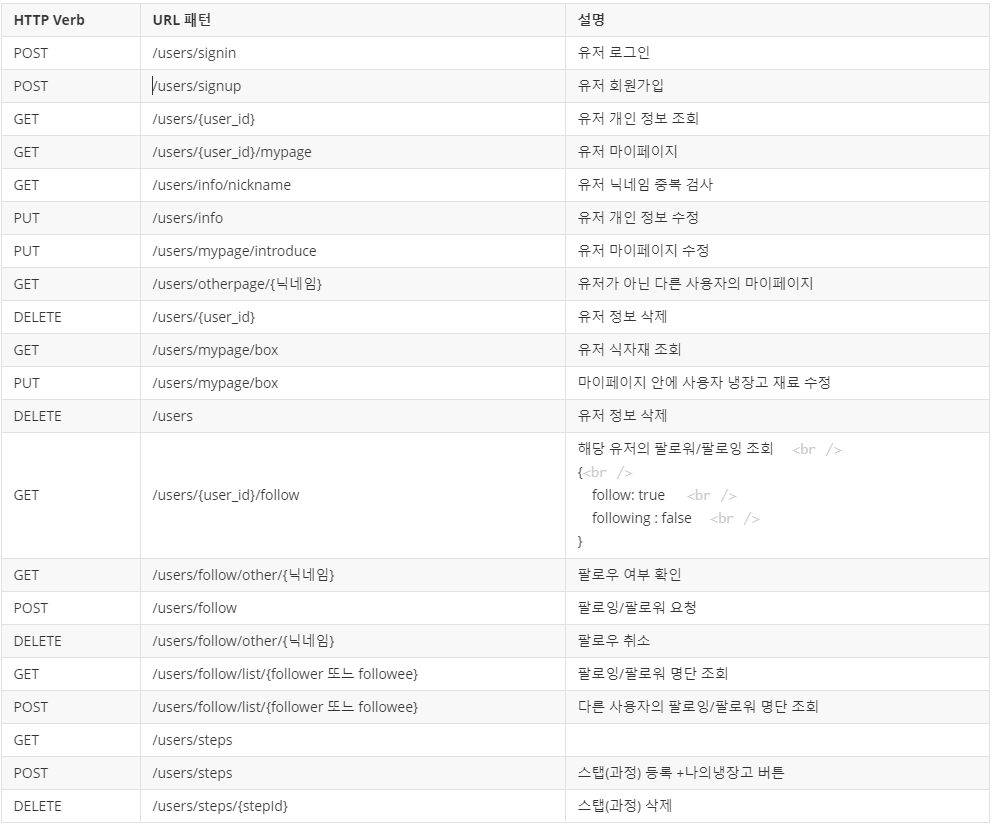 HTTP Verb URL 패턴 설명
POST /users/signin 유저 로그인
POST /users/signup 유저 회원가입
GET /users/{user_id} 유저 개인 정보 조회
GET /users/{user_id}/mypage 유저 마이페이지
GET /users/info/nickname 유저 닉네임 중복 검사
PUT /users/info 유저 개인 정보 수정
PUT /users/mypage/introduce 유저 마이페이지 수정
GET /users/otherpage/{닉네임} 유저가 아닌 다른 사용자의 마이페이지
DELETE /users/{user_id} 유저 정보 삭제
GET /users/mypage/box 유저 식자재 조회
PUT /users/mypage/box 마이페이지 안에 사용자 냉장고 재료 수정
DELETE /users 유저 정보 삭제
GET /users/{user_id}/follow 해당 유저의 팔로워/팔로잉 조회 <br />
{<br />
follow: true <br />
following : false <br />
}
GET /users/follow/other/{닉네임} 팔로우 여부 확인
POST /users/follow 팔로잉/팔로워 요청
DELETE /users/follow/other/{닉네임} 팔로우 취소
GET /users/follow/list/{follower 또느 followee} 팔로잉/팔로워 명단 조회
POST /users/follow/list/{follower 또느 followee} 다른 사용자의 팔로잉/팔로워 명단 조회
GET /users/steps
POST /users/steps 스탭(과정) 등록 +나의냉장고 버튼
DELETE /users/steps/{stepId} 스탭(과정) 삭제